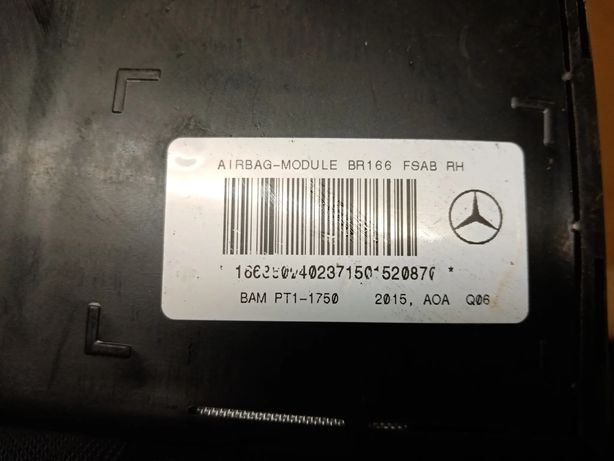 AIRBAG-MODULE BR166 FSAB RH
BAM PT1-1750 2015, AOA Q06